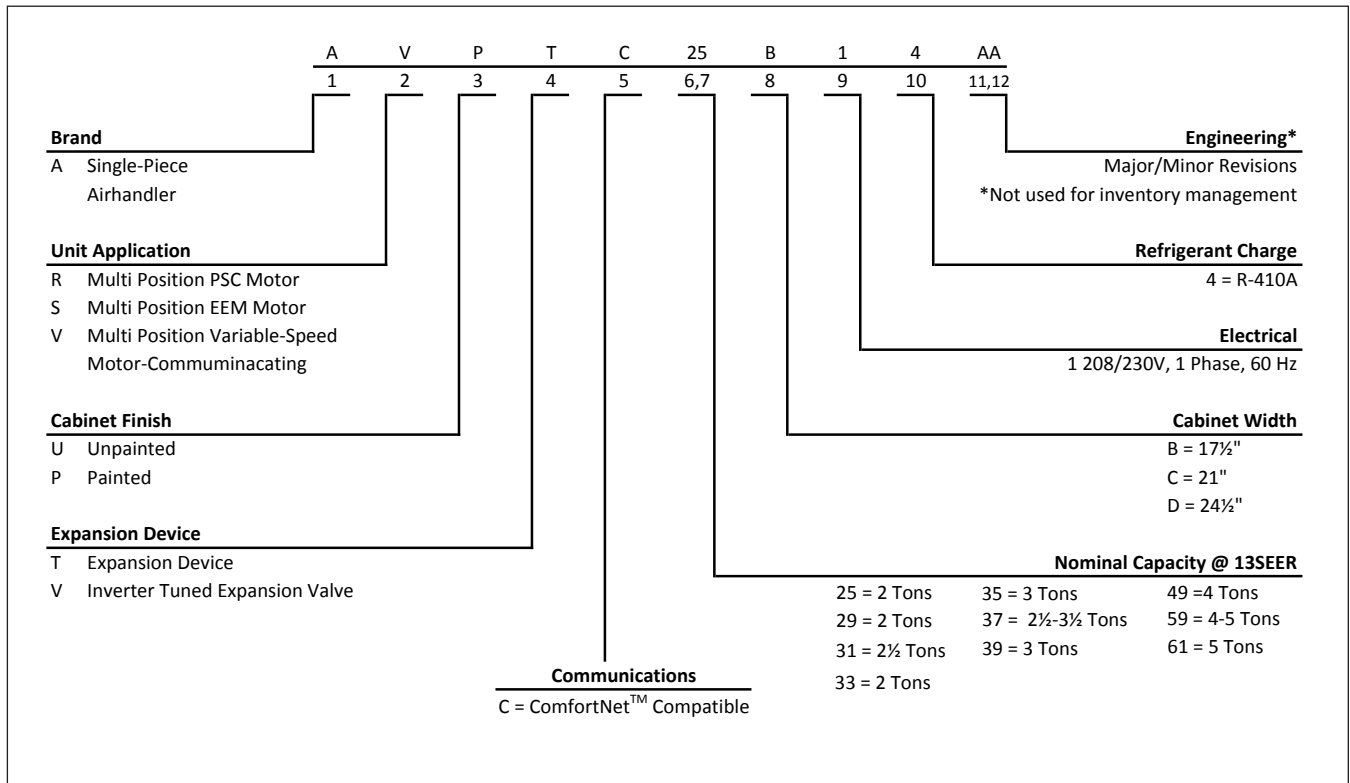 A V P T C 25 B 1 4 AA
1 2 3 4 5 6,7 8 9 10 11,12
Brand
A Single-Piece
Airhandler
Unit Application
R Multi Position PSC Motor
S Multi Position EEM Motor
V Multi Position Variable-Speed
Motor-Commuminacating
Cabinet Finish
U Unpainted
P Painted
Expansion Device
T Expansion Device
V Inverter Tuned Expansion Valve
Communications
C = ComfortNet™ Compatible
Engineering*
Major/Minor Revisions
*Not used for inventory management
Refrigerant Charge
4 = R-410A
Electrical
1 208/230V, 1 Phase, 60 Hz
Cabinet Width
B = 17½"
C = 21"
D = 24½"
Nominal Capacity @ 13SEER
25 = 2 Tons 35 = 3 Tons 49 =4 Tons
29 = 2 Tons 37 = 2½-3½ Tons 59 = 4-5 Tons
31 = 2½ Tons 39 = 3 Tons 61 = 5 Tons
33 = 2 Tons